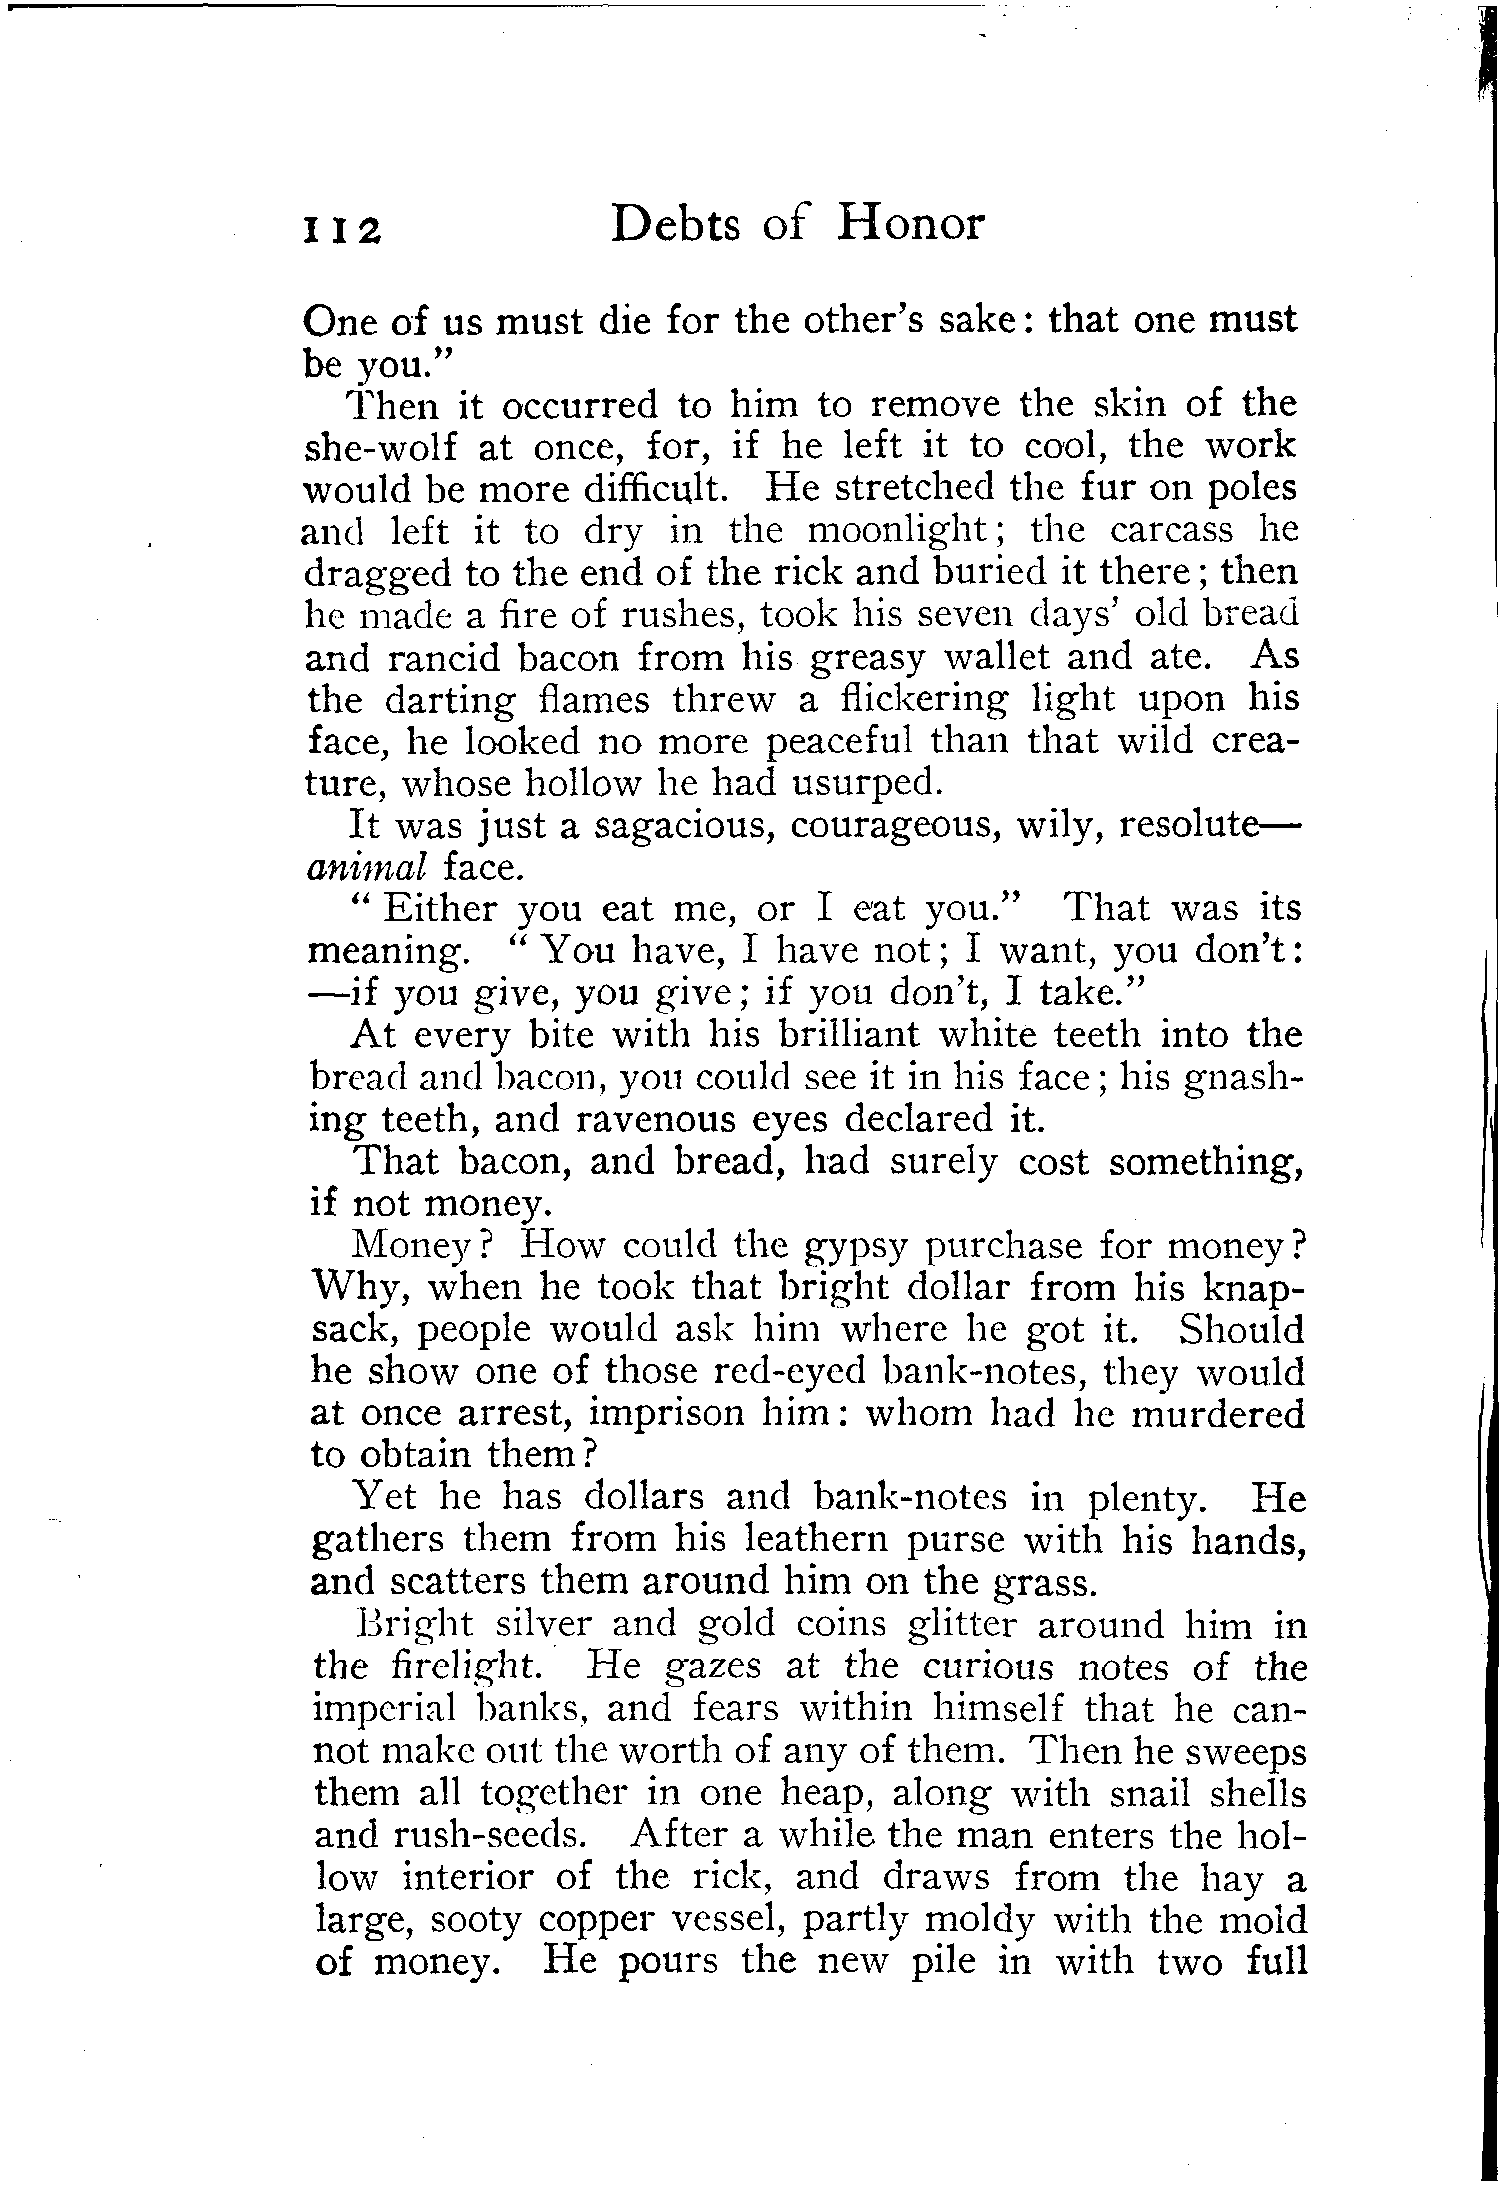 112 Debts of Honor
One of us must die for the other's sake: that one must
be you."
Then it occurred to him to remove the skin of the
she-wolf at once, for, if he left it to cool, the work
would be more difficult. He stretched the fur on poles
and left it to dry in the moonlight; the carcass he
dragged to the end of the rick and buried it there; then
he made a fire of rushes, took his seven days' old bread
and rancid bacon from his greasy wallet and ate. As
the darting flames threw a flickering light upon his
face, he looked no more peaceful than that wild crea-
ture, whose hollow he had usurped.
It was just a sagacious, courageous, wily, resolute—
animal face.
"Either you eat me, or I eat you." That was its
meaning. "You have, I have not; I want, you don't:
—if you give, you give; if you don't, I take."
At every bite with his brilliant white teeth into the
bread and bacon, you could see it in his face; his gnash-
ing teeth, and ravenous eyes declared it.
That bacon, and bread, had surely cost something,
if not money.
Money? How could the gypsy purchase for money?
Why, when he took that bright dollar from his knap-
sack, people would ask him where he got it. Should
he show one of those red-eyed bank-notes, they would
at once arrest, imprison him: whom had he murdered
to obtain them?
Yet he has dollars and bank-notes in plenty. He
gathers them from his leathern purse with his hands,
and scatters them around him on the grass.
Bright silver and gold coins glitter around him in
the firelight. He gazes at the curious notes of the
imperial banks, and fears within himself that he can-
not make out the worth of any of them. Then he sweeps
them all together in one heap, along with snail shells
and rush-seeds. After a while the man enters the hol-
low interior of the rick, and draws from the hay a
large, sooty copper vessel, partly moldy with the mold
of money. He pours the new pile in with two full